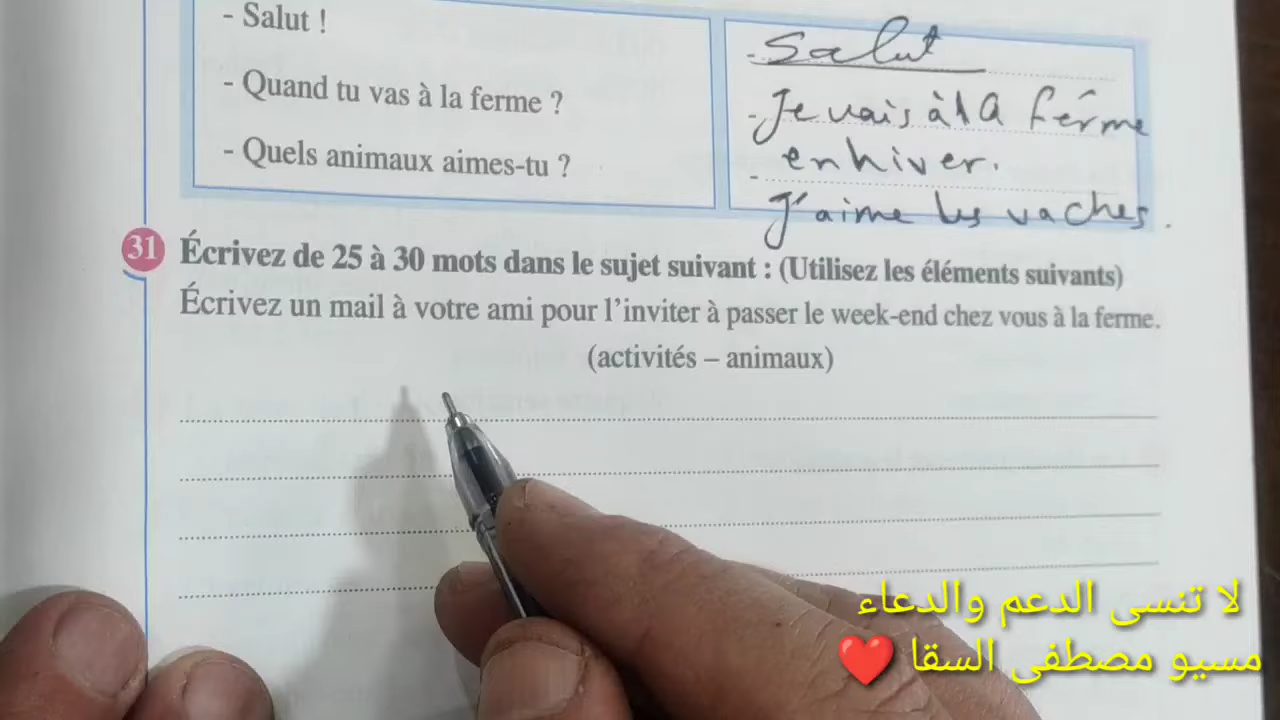 - Salut !
- Quand tu vas à la ferme ?
- Quels animaux aimes-tu ?
- Salut
- Je vais à la ferme
- en hiver.
J'aime les vaches.
31 Écrivez de 25 à 30 mots dans le sujet suivant : (Utilisez les éléments suivants)
Écrivez un mail à votre ami pour l'inviter à passer le week-end chez vous à la ferme.
(activités – animaux)
لا تنسى الدعم والدعاء
مسيو مصطفى السقا ❤️